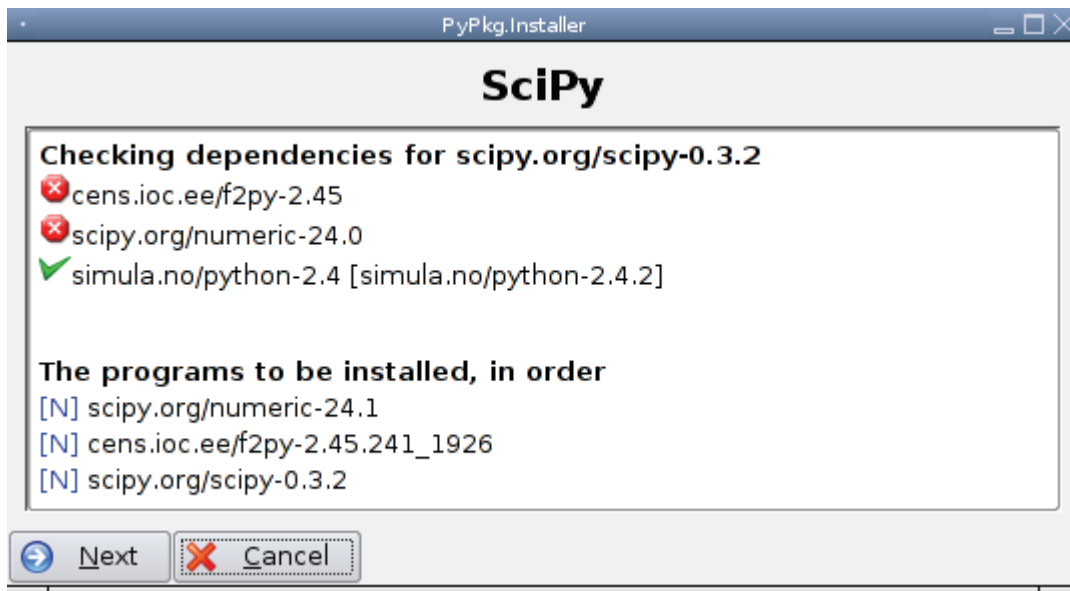 PyPkg.Installer
SciPy
Checking dependencies for scipy.org/scipy-0.3.2
cens.ioc.ee/f2py-2.45
scipy.org/numeric-24.0
simula.no/python-2.4 [simula.no/python-2.4.2]
The programs to be installed, in order
[N] scipy.org/numeric-24.1
[N] cens.ioc.ee/f2py-2.45.241_1926
[N] scipy.org/scipy-0.3.2
Next Cancel